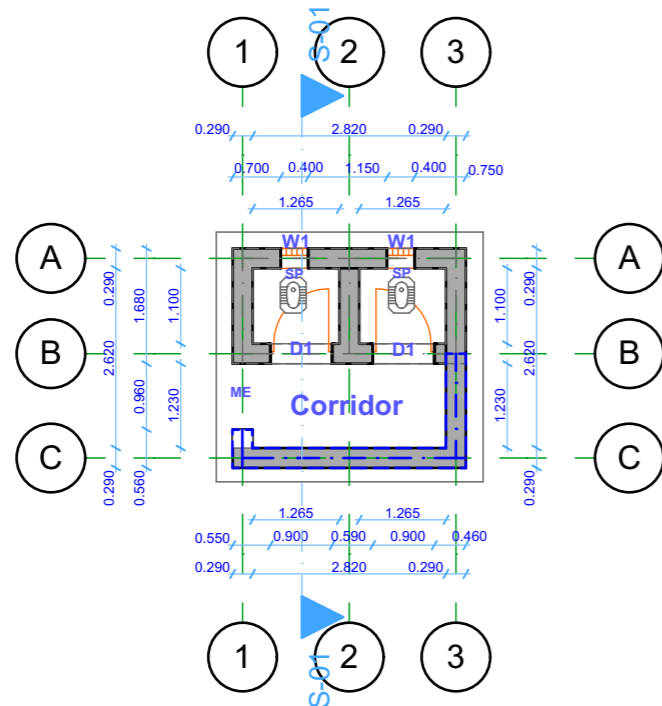 1
S-01
2
3
0.290
2.820
0.290
0.700
0.400
1.150
0.400
0.750
1.265
1.265
W1
W1
A
A
0.290
1.680
1.100
SP
SP
1.100
0.290
2.620
2.620
B
D1
D1
B
0.960
1.230
ME
Corridor
1.230
C
C
0.290
0.560
0.290
1.265
1.265
0.550
0.900
0.590
0.900
0.460
0.290
2.820
0.290
1
S-01
2
3